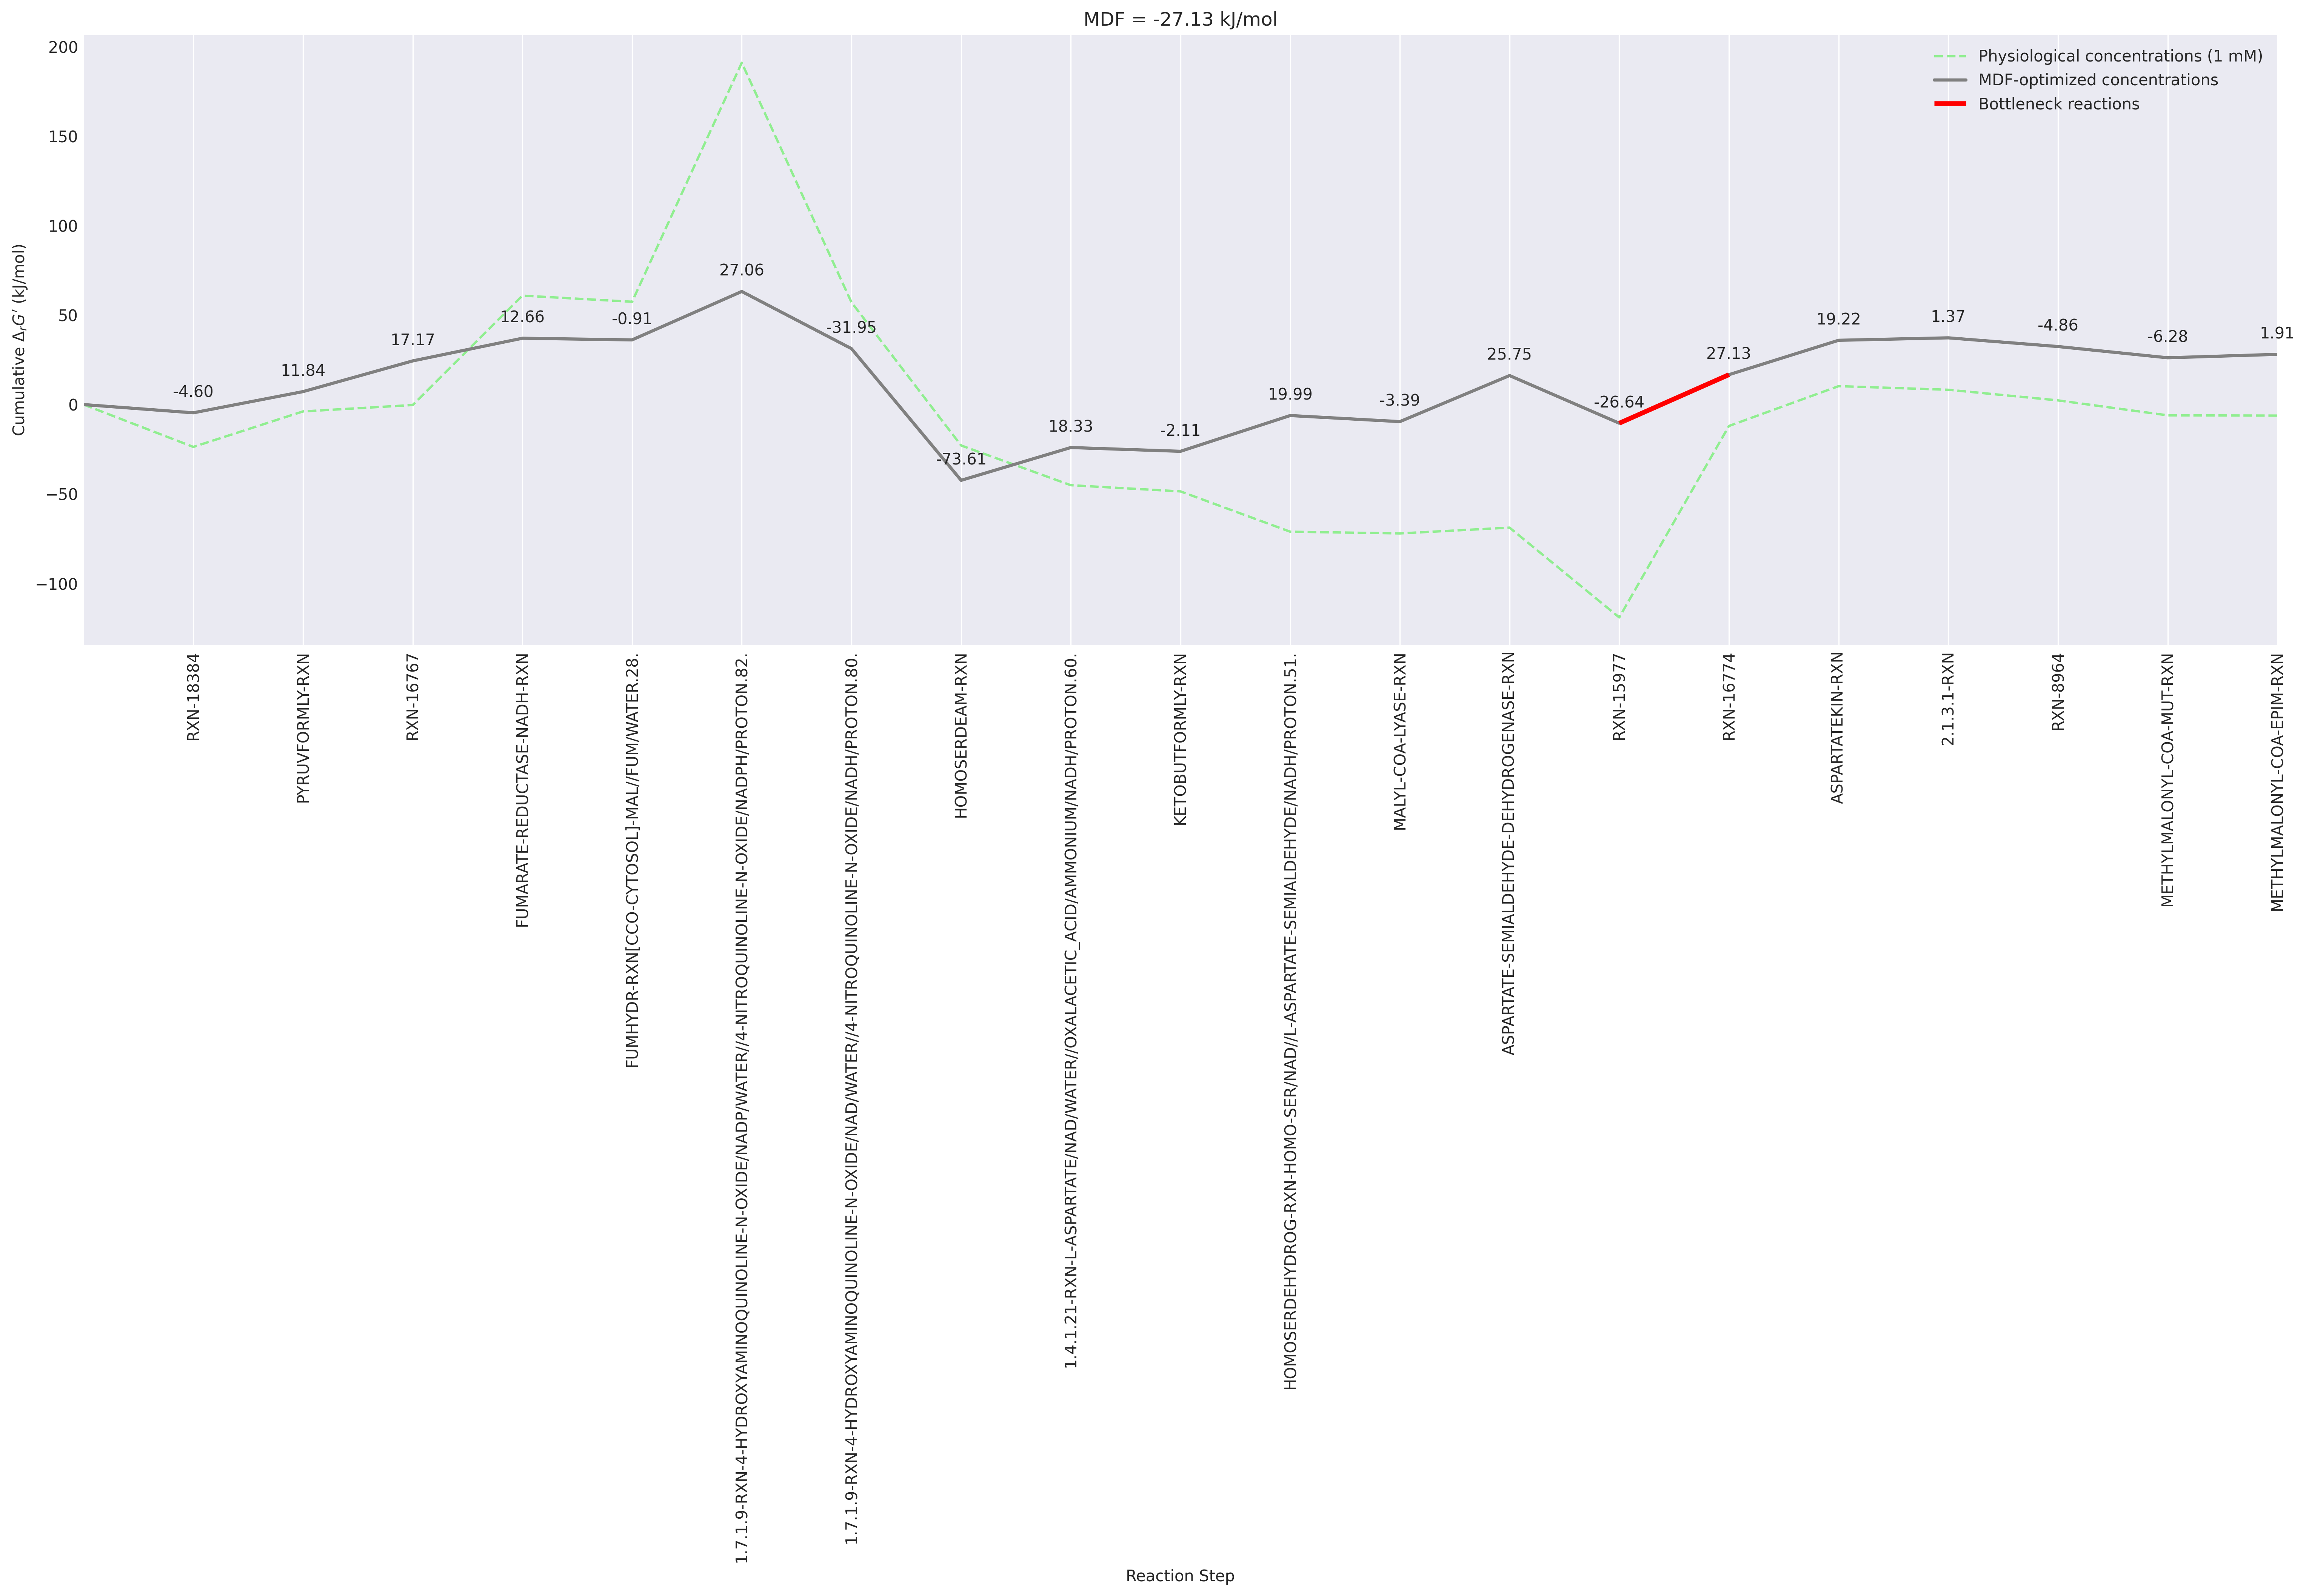 MDF = -27.13 kJ/mol
Physiological concentrations (1 mM)
MDF-optimized concentrations
Bottleneck reactions
Cumulative ΔrG′ (kJ/mol)
200
150
100
50
0
−50
−100
-4.60
11.84
17.17
12.66
-0.91
27.06
-31.95
-73.61
18.33
-2.11
19.99
-3.39
25.75
-26.64
27.13
19.22
1.37
-4.86
-6.28
1.91
RXN-18384
PYRUVFORMLY-RXN
RXN-16767
FUMARATE-REDUCTASE-NADH-RXN
FUMHYDR-RXN[CCO-CYTOSOL]-MAL//FUM/WATER.28.
1.7.1.9-RXN-4-HYDROXYAMINOQUINOLINE-N-OXIDE/NADP/WATER//4-NITROQUINOLINE-N-OXIDE/NADPH/PROTON.82.
1.7.1.9-RXN-4-HYDROXYAMINOQUINOLINE-N-OXIDE/NAD/WATER//4-NITROQUINOLINE-N-OXIDE/NADH/PROTON.80.
HOMOSERDEAM-RXN
1.4.1.21-RXN-L-ASPARTATE/NAD/WATER//OXALACETIC_ACID/AMMONIUM/NADH/PROTON.60.
KETOBUTFORMLY-RXN
HOMOSERDEHYDROG-RXN-HOMO-SER/NAD//L-ASPARTATE-SEMIALDEHYDE/NADH/PROTON.51.
MALYL-COA-LYASE-RXN
ASPARTATE-SEMIALDEHYDE-DEHYDROGENASE-RXN
RXN-15977
RXN-16774
ASPARTATEKIN-RXN
2.1.3.1-RXN
RXN-8964
METHYLMALONYL-COA-MUT-RXN
METHYLMALONYL-COA-EPIM-RXN
Reaction Step